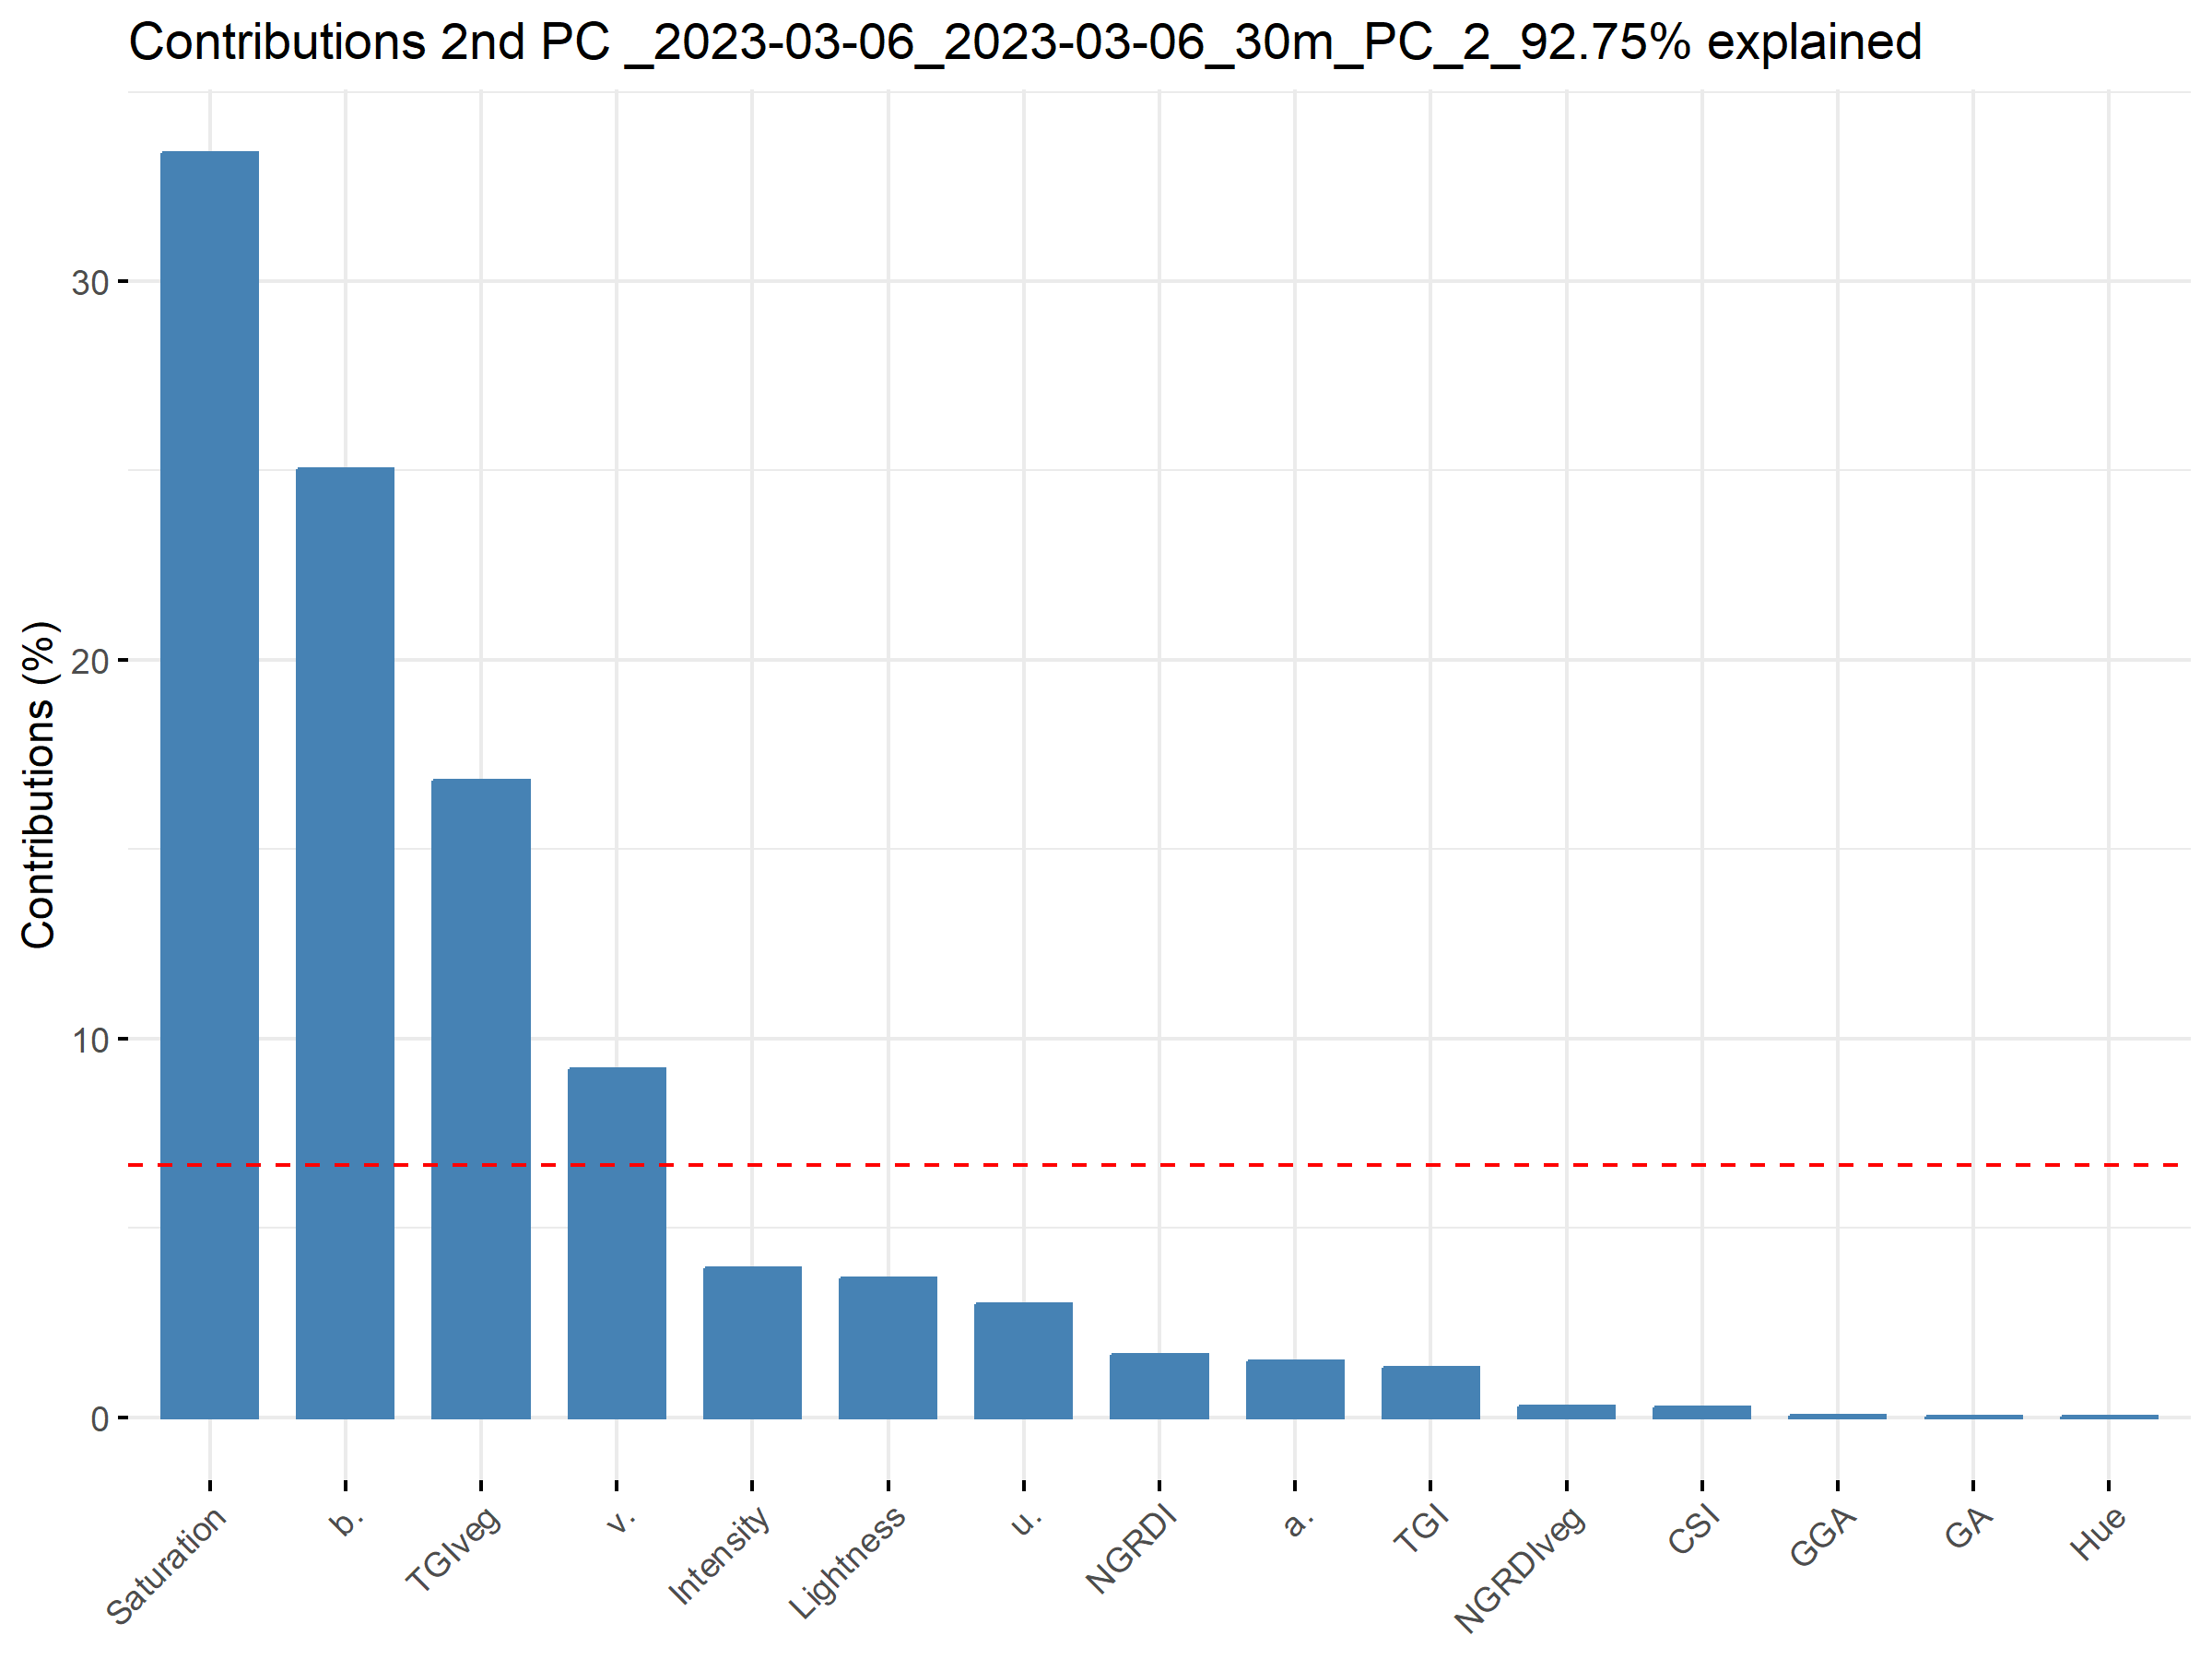 Contributions 2nd PC _2023-03-06_2023-03-06_30m_PC_2_92.75% explained
Contributions (%)
30
20
10
0
Saturation
b.
TGIveg
v.
Intensity
Lightness
u.
NGRDI
a.
TGI
NGRDIveg
CSI
GGA
GA
Hue